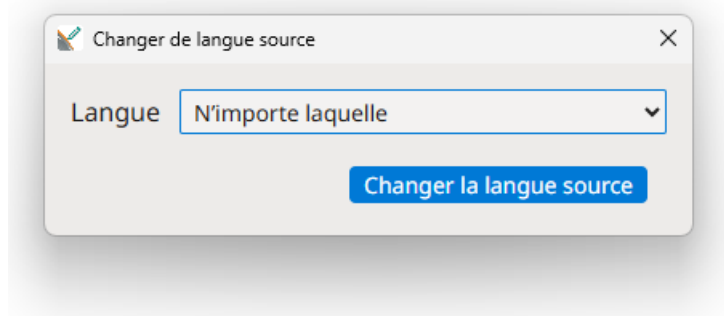 Changer de langue source
Langue
N'importe laquelle
Changer la langue source